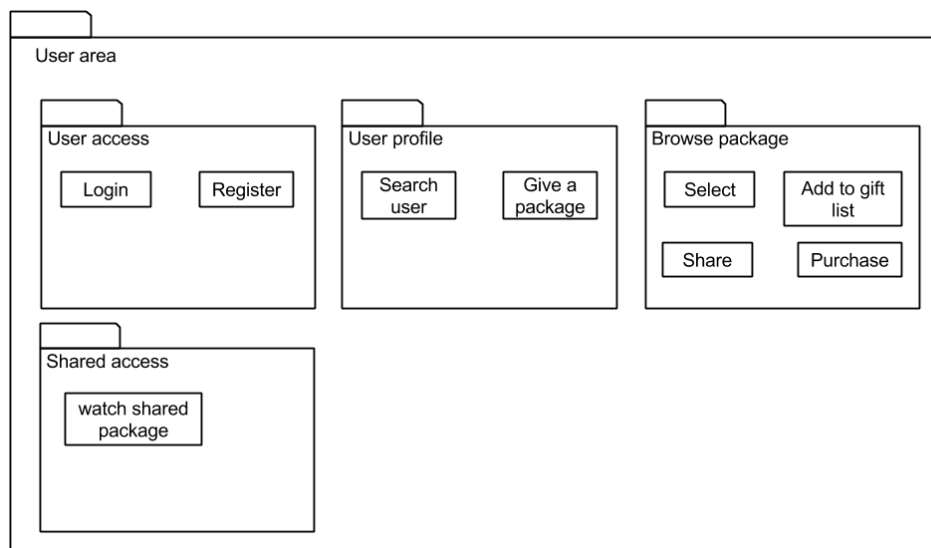 User area
User access
Login
Register
User profile
Search
user
Give a
package
Browse package
Select
Add to gift
list
Share
Purchase
Shared access
watch shared
package